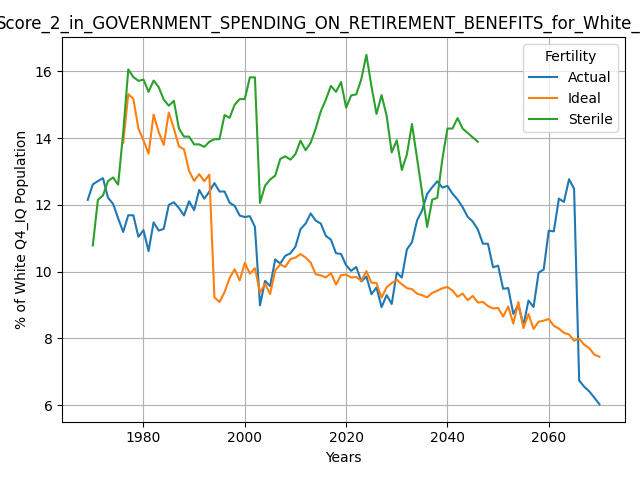 Score_2_in_GOVERNMENT_SPENDING_ON_RETIREMENT_BENEFITS_for_White_
Fertility
Actual
Ideal
Sterile
% of White Q4_IQ Population
16
14
12
10
8
6
1980
2000
2020
2040
2060
Years